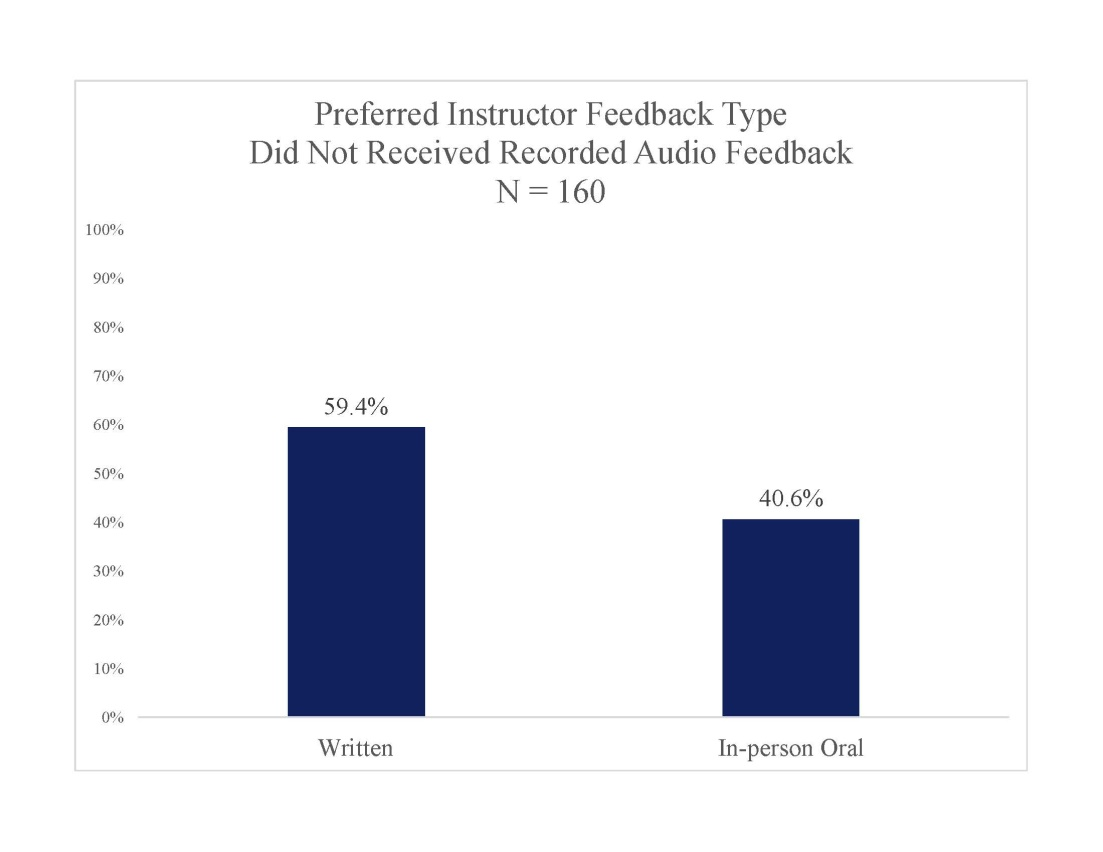 Preferred Instructor Feedback Type
Did Not Received Recorded Audio Feedback
N = 160
100%
90%
80%
70%
60%
50%
40%
30%
20%
10%
0%
59.4%
40.6%
Written
In-person Oral